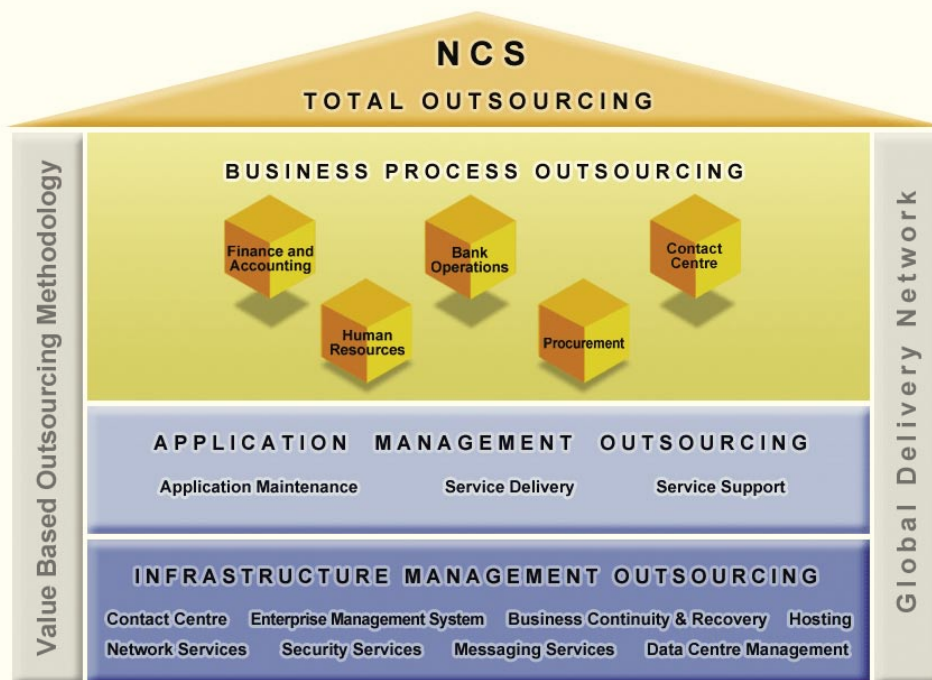 NCS
TOTAL OUTSOURCING
Value Based Outsourcing Methodology
BUSINESS PROCESS OUTSOURCING
Finance and
Accounting
Bank
Operations
Contact
Centre
Human
Resources
Procurement
APPLICATION MANAGEMENT OUTSOURCING
Application Maintenance Service Delivery Service Support
INFRASTRUCTURE MANAGEMENT OUTSOURCING
Contact Centre Enterprise Management System Business Continuity & Recovery Hosting
Network Services Security Services Messaging Services Data Centre Management
Global Delivery Network